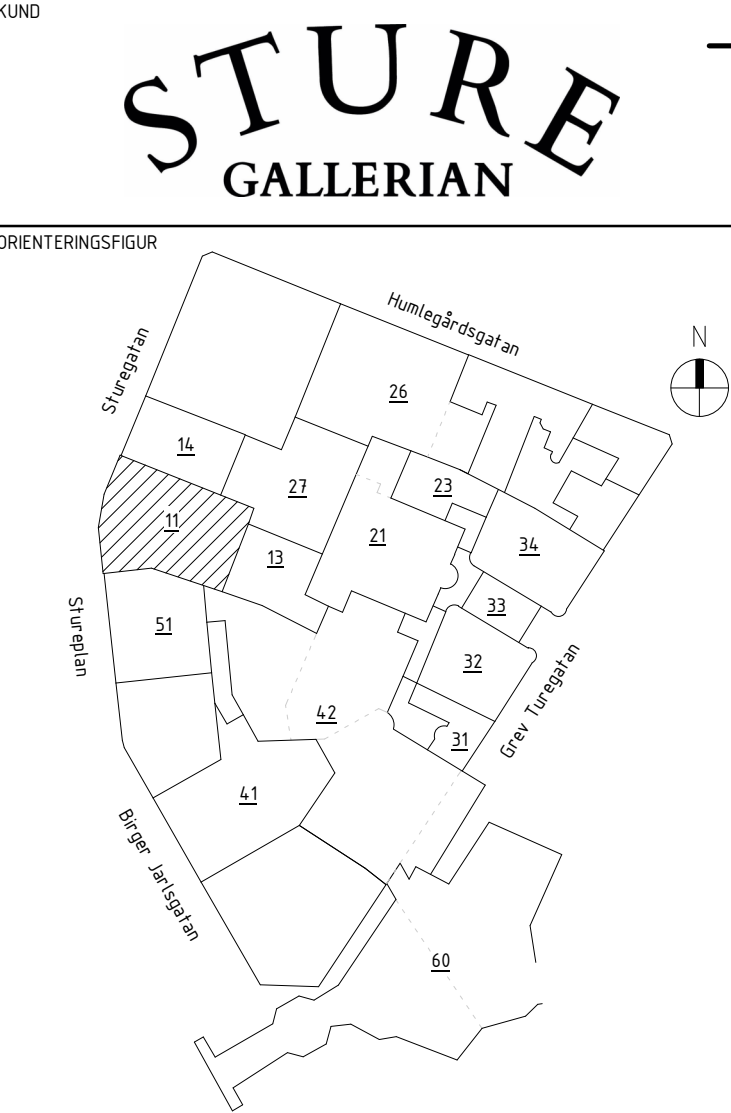 KUND
STURE
GALLERIAN
ORIENTERINGSFIGUR
Humlegårdsgatan
N
Sturegatan
26
14
27
23
11
21
34
13
33
Stureplan
51
32
42
Grev Turegatan
31
41
Birger Jarlsgatan
60